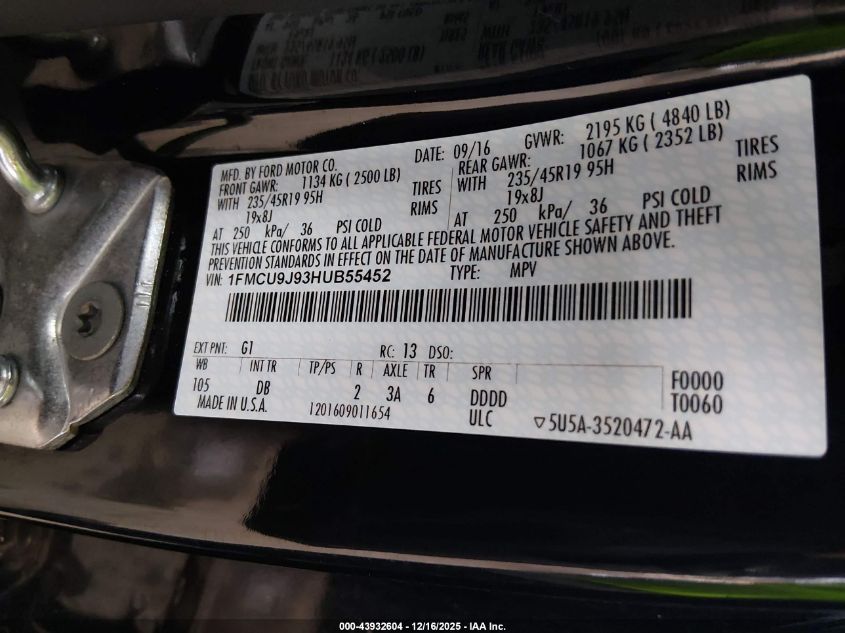 MFD. BY FORD MOTOR CO. DATE: 09/16 GVWR: 2195 KG ( 4840 LB)
FRONT GAWR: 1134 KG ( 2500 LB) REAR GAWR: 1067 KG ( 2352 LB)
WITH 235/45R19 95H TIRES WITH 235/45R19 95H TIRES
19x8J RIMS 19x8J RIMS
AT 250 kPa/ 36 PSI COLD AT 250 kPa/ 36 PSI COLD
THIS VEHICLE CONFORMS TO ALL APPLICABLE FEDERAL MOTOR VEHICLE SAFETY AND THEFT
PREVENTION STANDARDS IN EFFECT ON THE DATE OF MANUFACTURE SHOWN ABOVE.
VIN: 1FMCU9J93HUB55452 TYPE: MPV
EXT PNT: G1 RC: 13 DSO:
WB INT TR TP/PS R AXLE TR SPR
105 DB 2 3A 6 DDDD F0000
MADE IN U.S.A. 1201609011654 ULC T0060
▽5U5A-3520472-AA
000-43932604 - 12/16/2025 - IAA Inc.